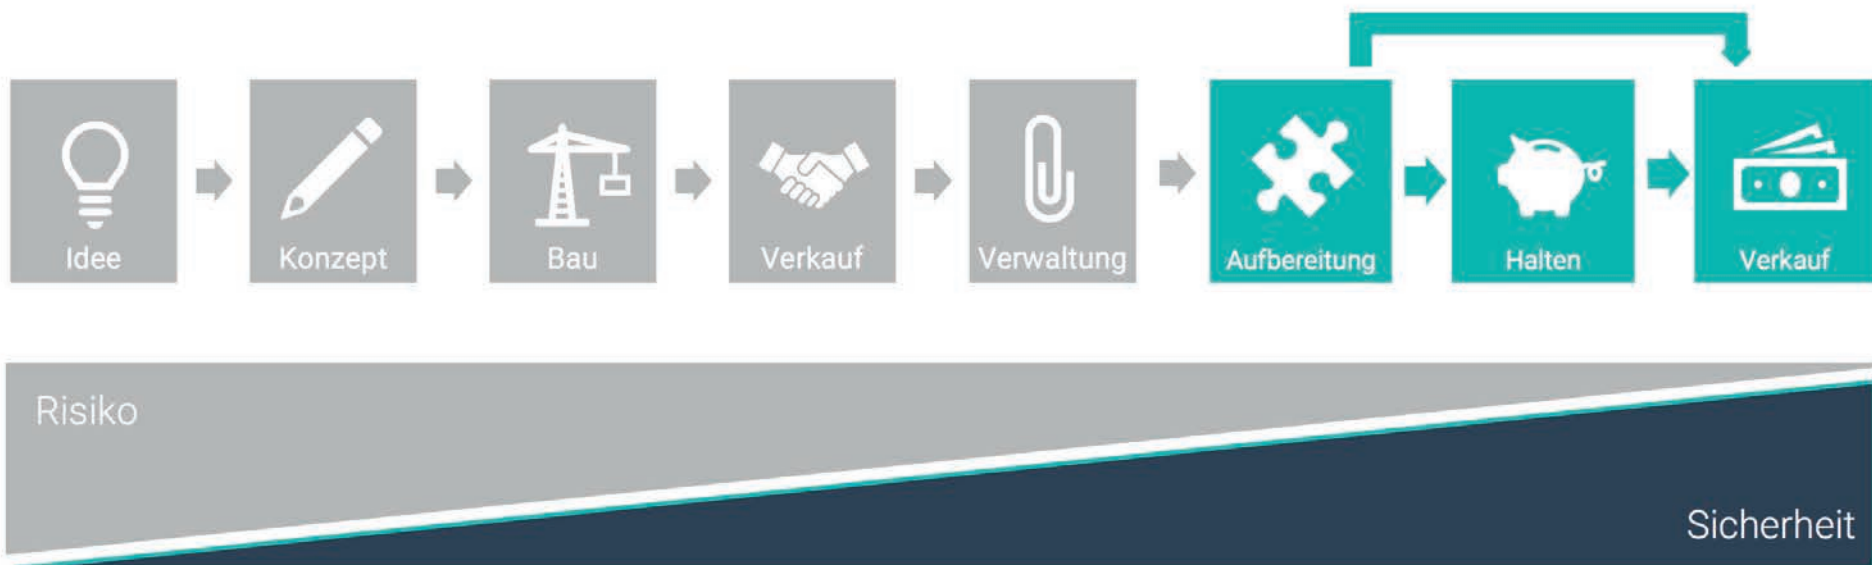 Idee
Konzept
Bau
Verkauf
Verwaltung
Aufbereitung
Halten
Verkauf
Risiko
Sicherheit